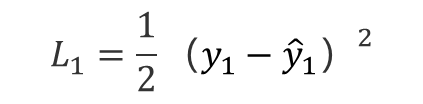 L₁ = 1/2 (y₁ − ŷ₁)²